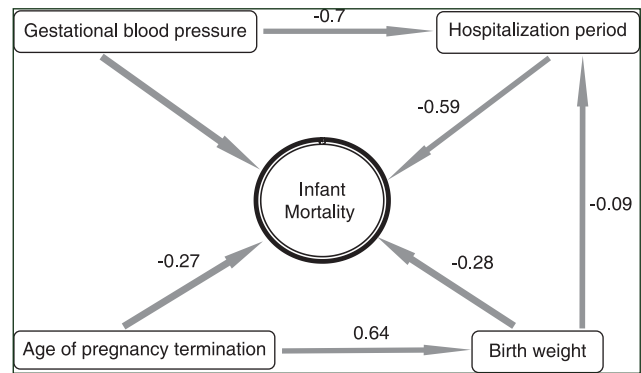 Gestational blood pressure
-0.7
Hospitalization period
-0.59
Infant
Mortality
-0.09
-0.27
-0.28
Age of pregnancy termination
0.64
Birth weight